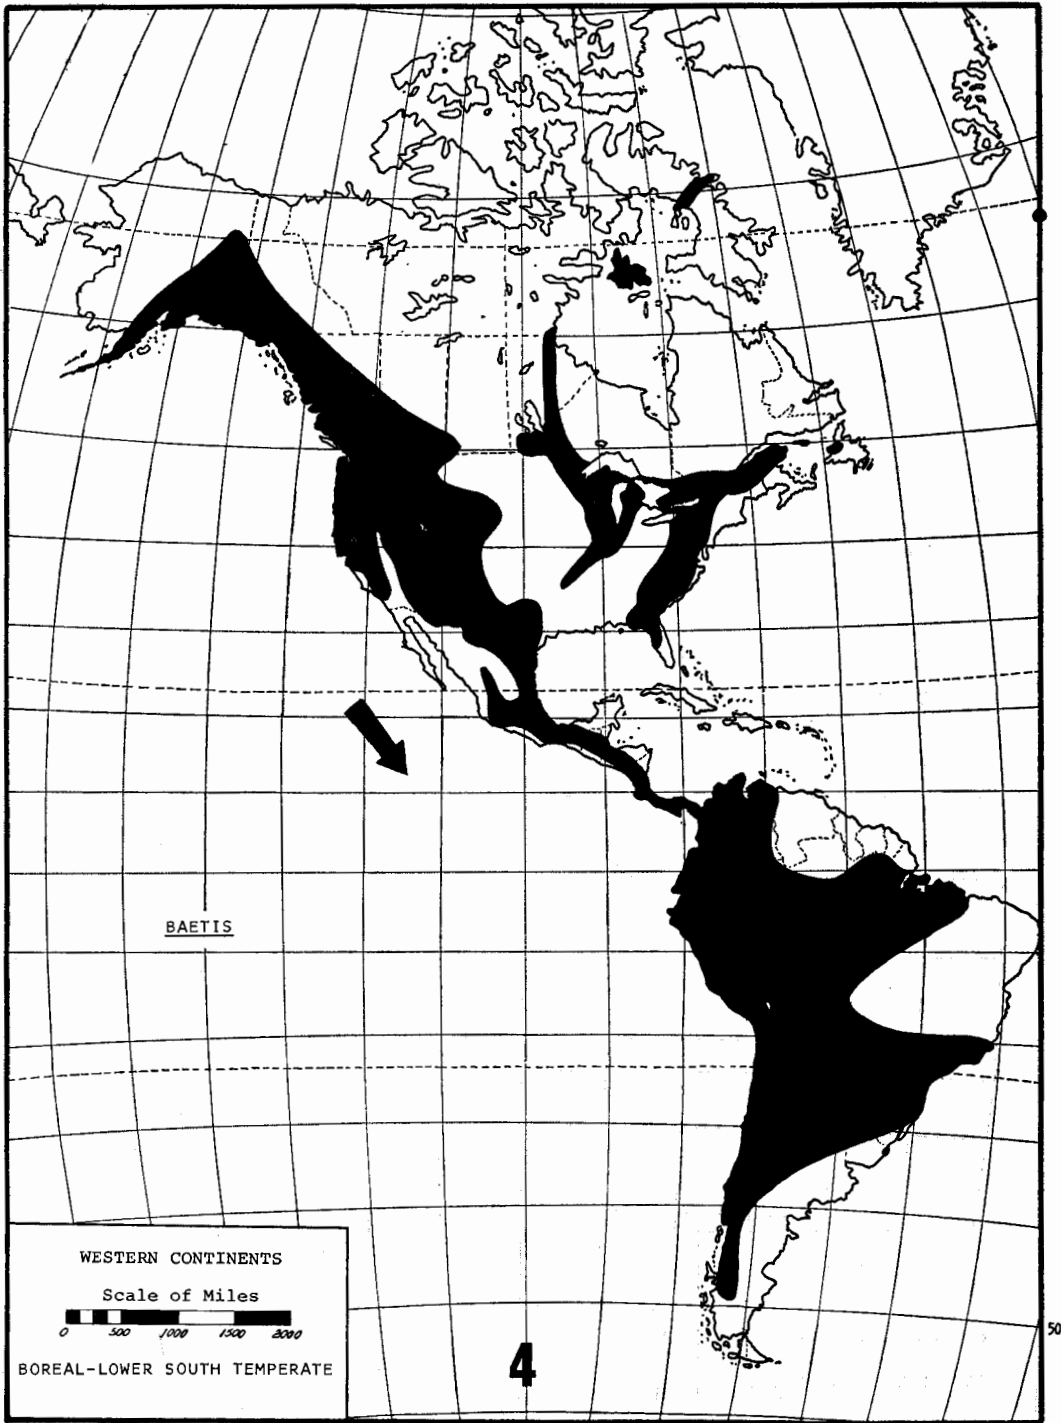 BAETIS
WESTERN CONTINENTS
Scale of Miles
0 500 1000 1500 2000
BOREAL-LOWER SOUTH TEMPERATE
4
50